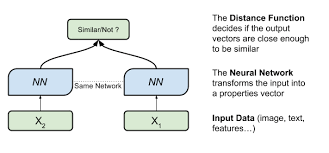 Similar/Not ?
The Distance Function
decides if the output
vectors are close enough
to be similar
NN
Same Network
NN
The Neural Network
transforms the input into
a properties vector
X2
X1
Input Data (image, text,
features…)